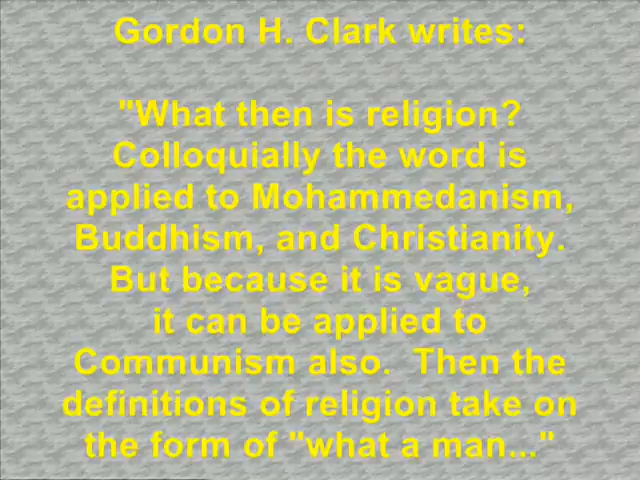 Gordon H. Clark writes:
"What then is religion?
Colloquially the word is
applied to Mohammedanism,
Buddhism, and Christianity.
But because it is vague,
it can be applied to
Communism also.  Then the
definitions of religion take on
the form of "what a man..."